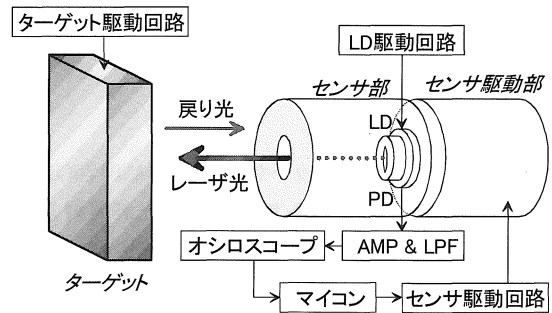 ターゲット駆動回路
LD駆動回路
センサ部
センサ駆動部
戻り光
LD
レーザ光
PD
オシロスコープ
AMP & LPF
ターゲット
マイコン
センサ駆動回路